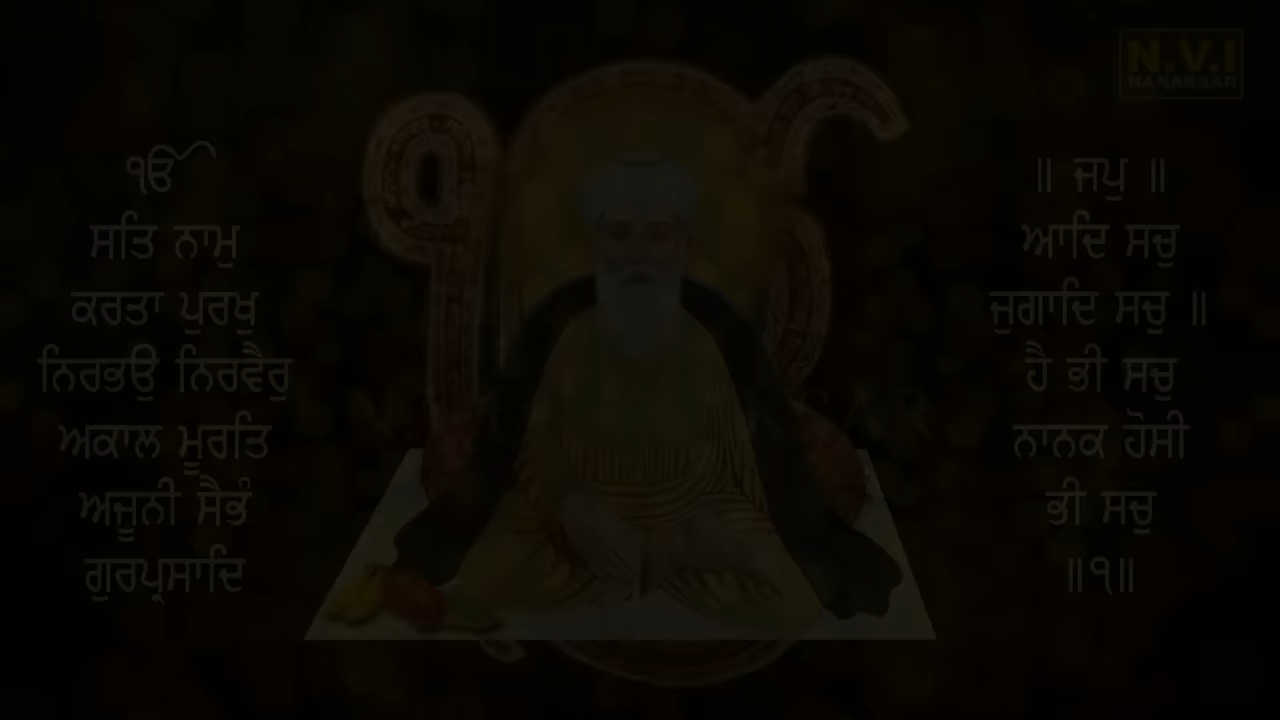 ੴ
ਸਤਿ ਨਾਮੁ
ਕਰਤਾ ਪੁਰਖੁ
ਨਿਰਭਉ ਨਿਰਵੈਰੁ
ਅਕਾਲ ਮੂਰਤਿ
ਅਜੂਨੀ ਸੈਭੰ
ਗੁਰਪ੍ਰਸਾਦਿ
॥ ਜਪੁ ॥
ਆਦਿ ਸਚੁ
ਜੁਗਾਦਿ ਸਚੁ ॥
ਹੈ ਭੀ ਸਚੁ
ਨਾਨਕ ਹੋਸੀ
ਭੀ ਸਚੁ
॥੧॥
N.V.I